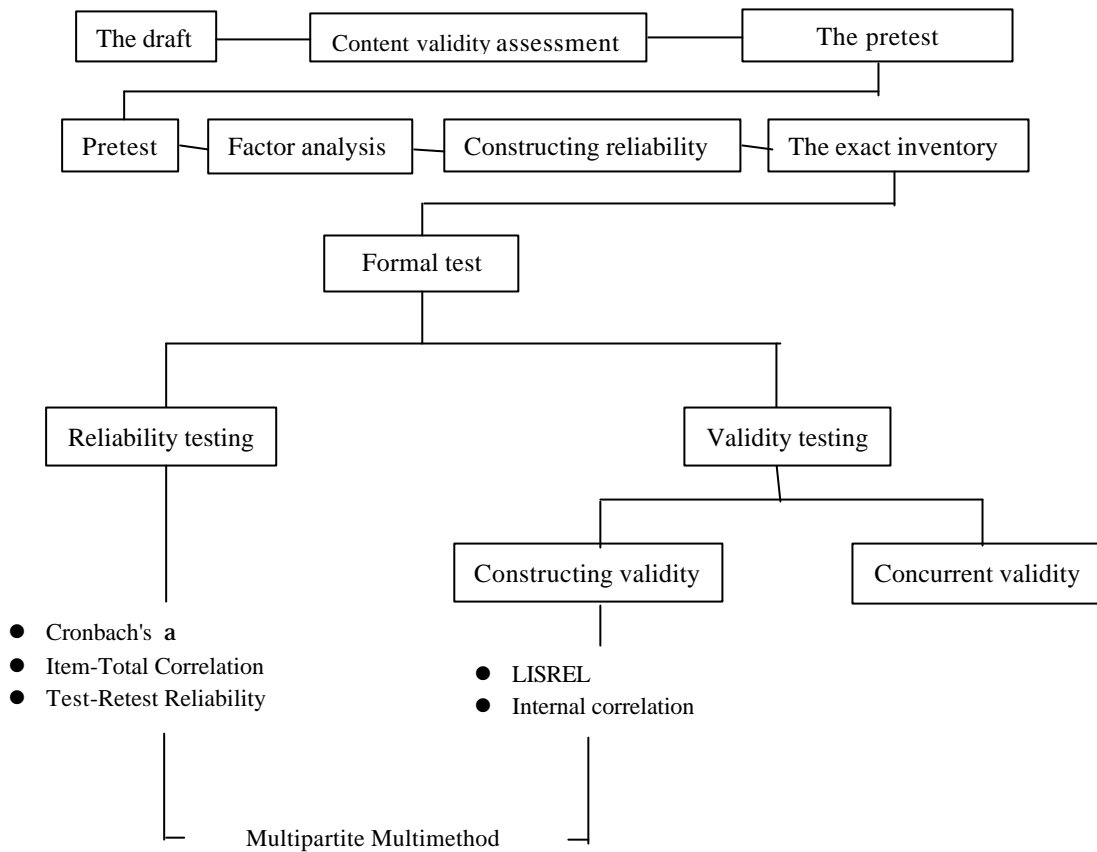 The draft
Content validity assessment
The pretest
Pretest
Factor analysis
Constructing reliability
The exact inventory
Formal test
Reliability testing
Validity testing
Constructing validity
Concurrent validity
● Cronbach's a
● Item-Total Correlation
● Test-Retest Reliability
● LISREL
● Internal correlation
Multipartite Multimethod